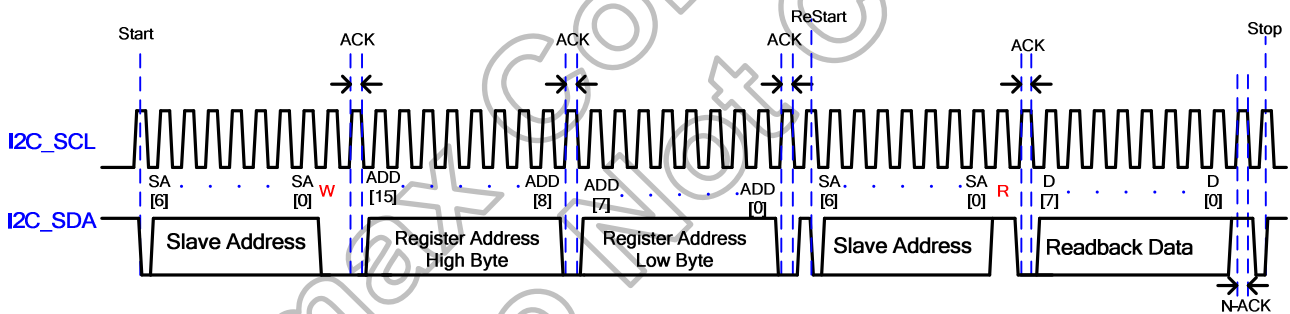 ReStart
Start
Stop
ACK
ACK
ACK
ACK
I2C_SCL
SA
[6]
SA
[0]
W
ADD
[15]
ADD
[8]
ADD
[7]
ADD
[0]
SA
[6]
SA
[0]
R
D
[7]
D
[0]
I2C_SDA
Slave Address
Register Address
High Byte
Register Address
Low Byte
Slave Address
Readback Data
N-ACK